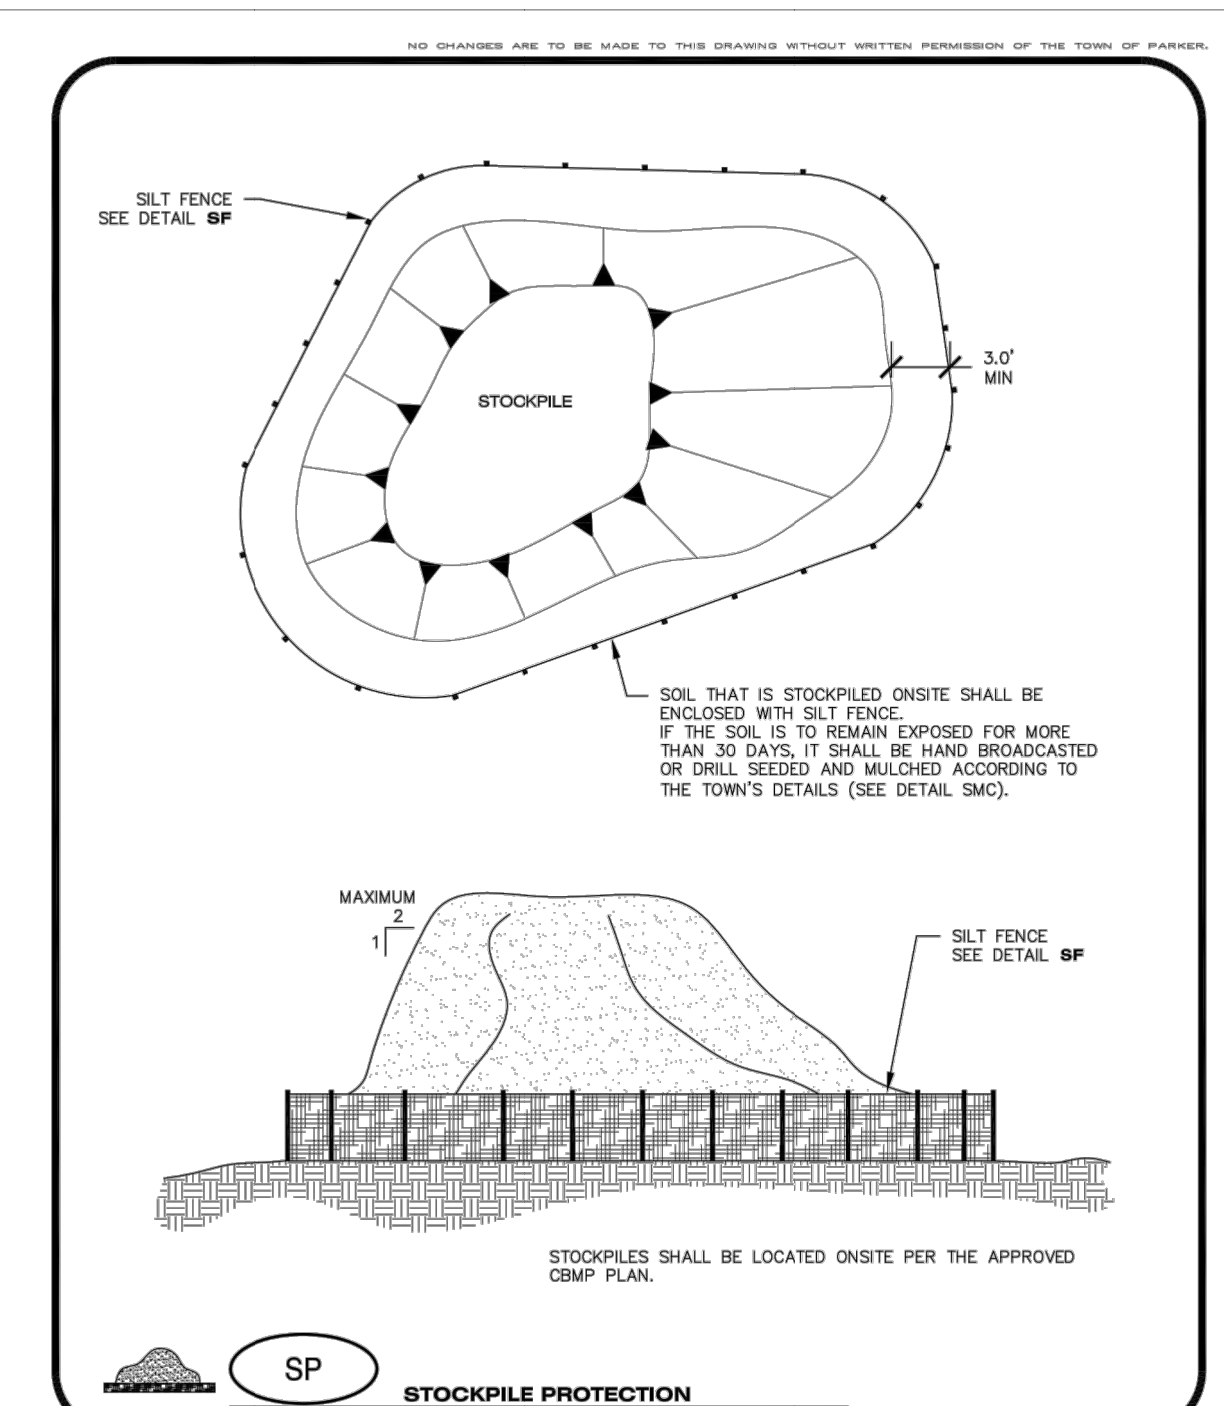 NO CHANGES ARE TO BE MADE TO THIS DRAWING WITHOUT WRITTEN PERMISSION OF THE TOWN OF PARKER.
SILT FENCE
SEE DETAIL SF
3.0'
MIN
STOCKPILE
SOIL THAT IS STOCKPILED ONSITE SHALL BE
ENCLOSED WITH SILT FENCE.
IF THE SOIL IS TO REMAIN EXPOSED FOR MORE
THAN 30 DAYS, IT SHALL BE HAND BROADCASTED
OR DRILL SEEDED AND MULCHED ACCORDING TO
THE TOWN'S DETAILS (SEE DETAIL SMC).
MAXIMUM
2
1
SILT FENCE
SEE DETAIL SF
STOCKPILES SHALL BE LOCATED ONSITE PER THE APPROVED
CBMP PLAN.
SP
STOCKPILE PROTECTION